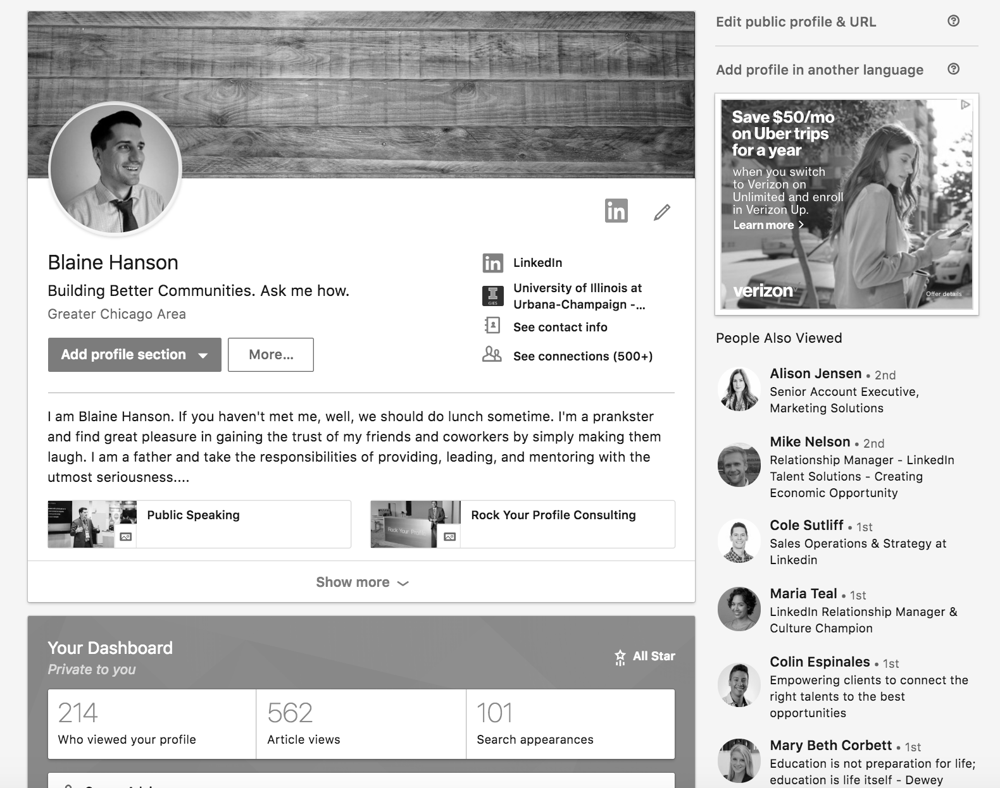 Edit public profile & URL
Add profile in another language
Save $50/mo
on Uber trips
for a year
when you switch
to Verizon on
Unlimited and enroll
in Verizon Up.
Learn more >
verizon
Offer details
in
Blaine Hanson
Building Better Communities. Ask me how.
Greater Chicago Area
Add profile section
More...
in LinkedIn
I
GIES
University of Illinois at
Urbana-Champaign -...
See contact info
See connections (500+)
I am Blaine Hanson. If you haven't met me, well, we should do lunch sometime. I'm a prankster
and find great pleasure in gaining the trust of my friends and coworkers by simply making them
laugh. I am a father and take the responsibilities of providing, leading, and mentoring with the
utmost seriousness....
Public Speaking
Rock Your Profile
Rock Your Profile Consulting
Show more
Your Dashboard
Private to you
All Star
214
Who viewed your profile
562
Article views
101
Search appearances
People Also Viewed
Alison Jensen • 2nd
Senior Account Executive,
Marketing Solutions
Mike Nelson • 2nd
Relationship Manager - LinkedIn
Talent Solutions - Creating
Economic Opportunity
Cole Sutliff • 1st
Sales Operations & Strategy at
Linkedin
Maria Teal • 1st
LinkedIn Relationship Manager &
Culture Champion
Colin Espinales • 1st
Empowering clients to connect the
right talents to the best
opportunities
Mary Beth Corbett • 1st
Education is not preparation for life;
education is life itself - Dewey